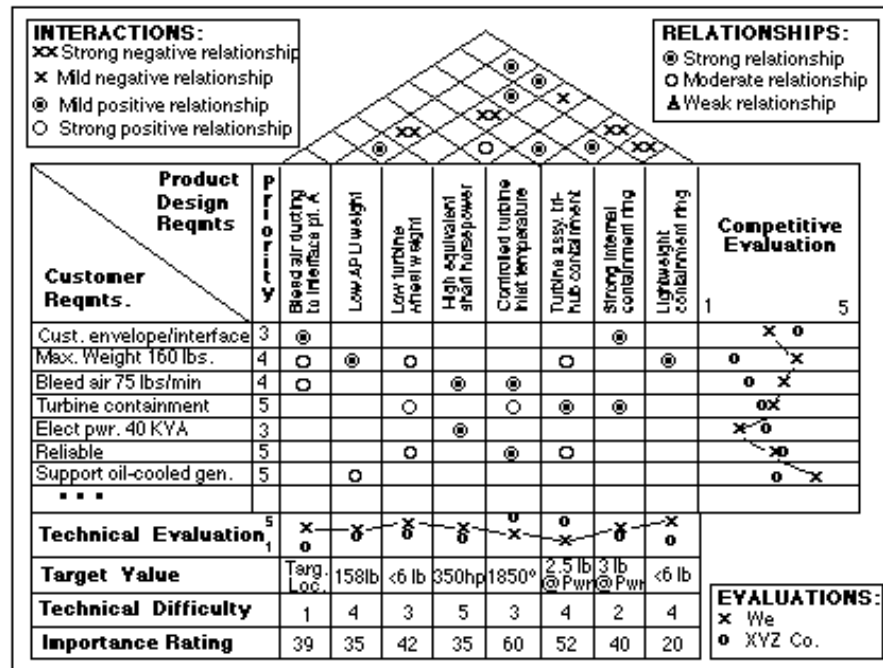 INTERACTIONS:
XX Strong negative relationship
x Mild negative relationship
Mild positive relationship
Strong positive relationship
RELATIONSHIPS:
Strong relationship
Moderate relationship
Weak relationship
Product
Design
Reqmts
Customer
Reqmts.
Priority
Bleed air ducting
to Interface pt. A
Low APU weight
Low turbine
wheel weight
High equivalent
shaft horsepower
Controlled turbine
inlet temperature
Turbine assy. tri-
hub containment
Strong internal
containment ring
Lightweight
containment ring
Competitive
Evaluation
1 5
Cust. envelope/interface 3
Max. Weight 160 lbs. 4
Bleed air 75 lbs/min 4
Turbine containment 5
Elect pwr. 40 KVA 3
Reliable 5
Support oil-cooled gen. 5
...
Technical Evaluation 5
1
Target Value Targ. Loc. 158lb <6 lb 350hp 1850° 2.5 lb @ Pwr 3 lb @ Pwr <6 lb
Technical Difficulty 1 4 3 5 3 4 2 4
Importance Rating 39 35 42 35 60 52 40 20
EVALUATIONS:
x We
o XYZ Co.